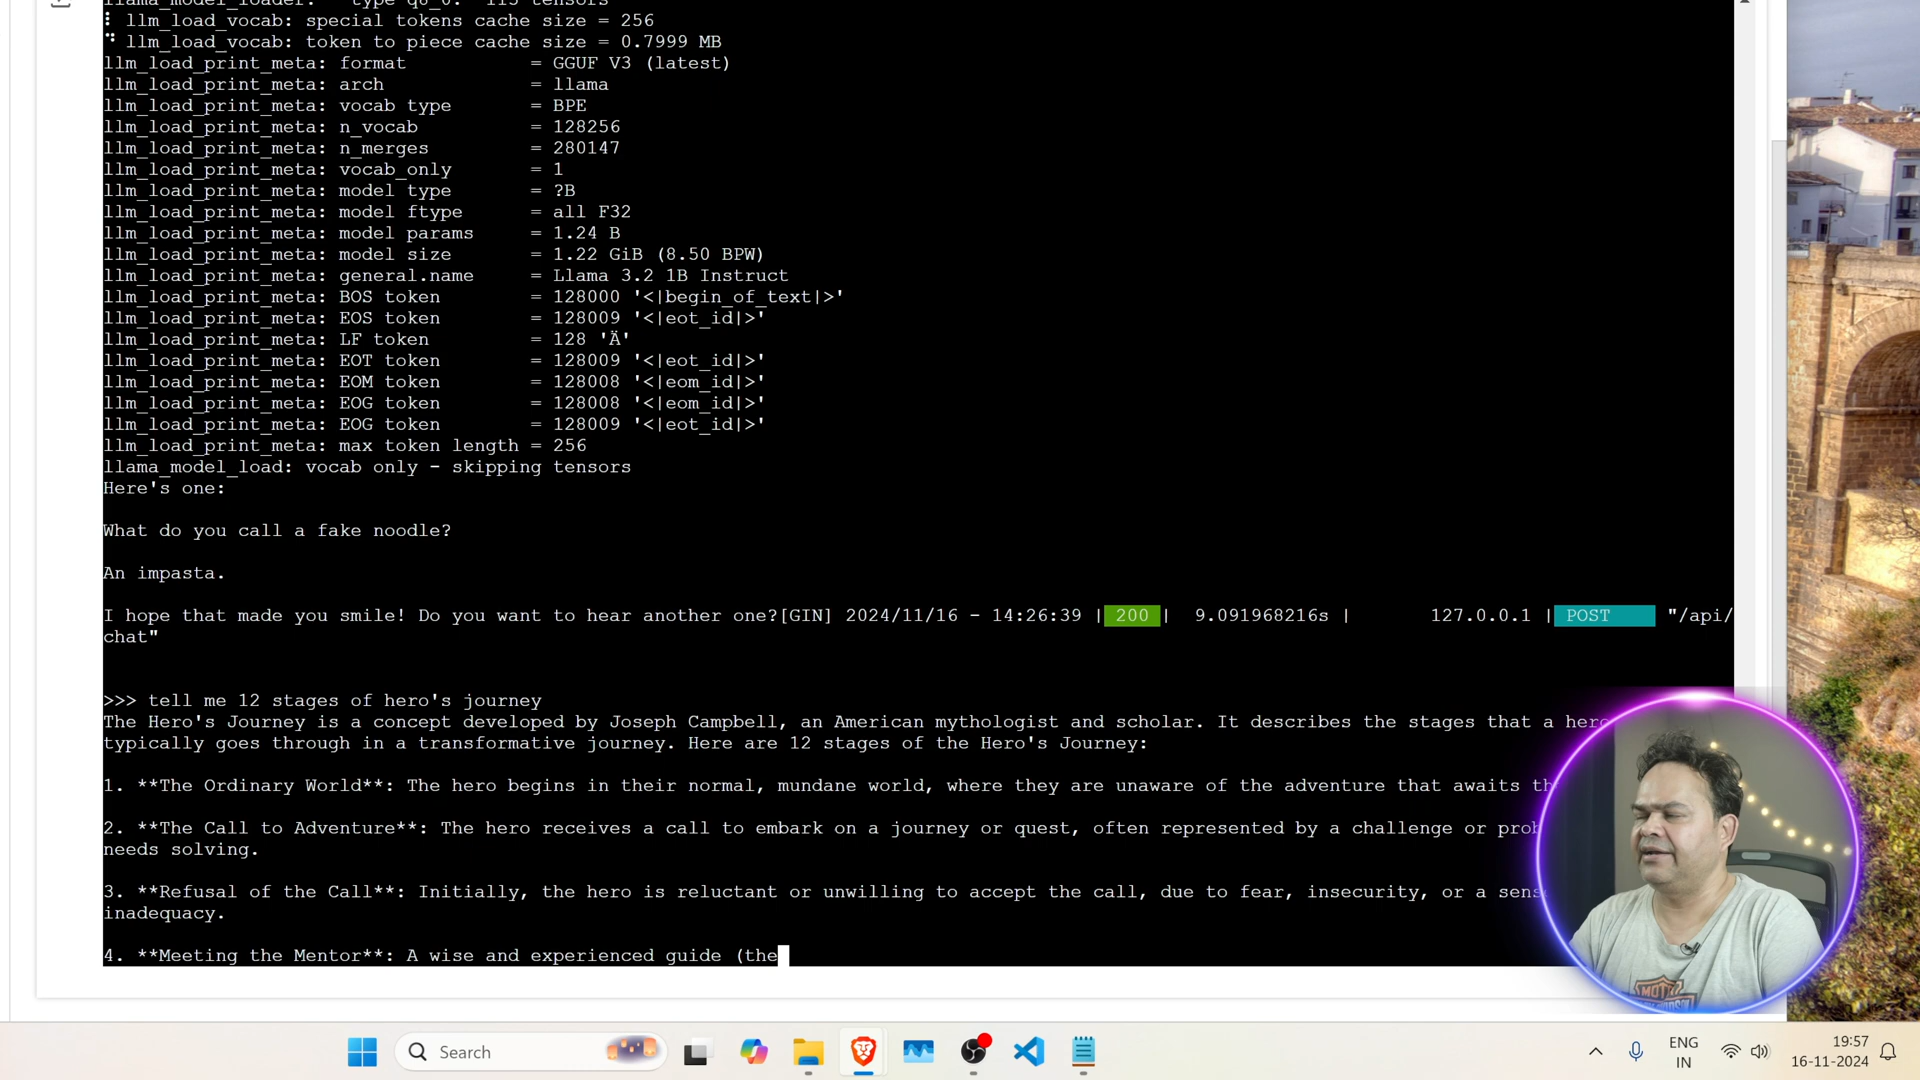 ⠇ llm_load_vocab: special tokens cache size = 256
⠋ llm_load_vocab: token to piece cache size = 0.7999 MB
llm_load_print_meta: format           = GGUF V3 (latest)
llm_load_print_meta: arch             = llama
llm_load_print_meta: vocab type       = BPE
llm_load_print_meta: n_vocab          = 128256
llm_load_print_meta: n_merges         = 280147
llm_load_print_meta: vocab_only       = 1
llm_load_print_meta: model type       = ?B
llm_load_print_meta: model ftype      = all F32
llm_load_print_meta: model params     = 1.24 B
llm_load_print_meta: model size       = 1.22 GiB (8.50 BPW)
llm_load_print_meta: general.name     = Llama 3.2 1B Instruct
llm_load_print_meta: BOS token        = 128000 '<|begin_of_text|>'
llm_load_print_meta: EOS token        = 128009 '<|eot_id|>'
llm_load_print_meta: LF token         = 128 'Ä'
llm_load_print_meta: EOT token        = 128009 '<|eot_id|>'
llm_load_print_meta: EOM token        = 128008 '<|eom_id|>'
llm_load_print_meta: EOG token        = 128008 '<|eom_id|>'
llm_load_print_meta: EOG token        = 128009 '<|eot_id|>'
llm_load_print_meta: max token length = 256
llama_model_load: vocab only - skipping tensors
Here's one:
What do you call a fake noodle?
An impasta.
I hope that made you smile! Do you want to hear another one?[GIN] 2024/11/16 - 14:26:39 | 200 |  9.091968216s |       127.0.0.1 | POST     "/api/
chat"
>>> tell me 12 stages of hero's journey
The Hero's Journey is a concept developed by Joseph Campbell, an American mythologist and scholar. It describes the stages that a hero
typically goes through in a transformative journey. Here are 12 stages of the Hero's Journey:
1. **The Ordinary World**: The hero begins in their normal, mundane world, where they are unaware of the adventure that awaits
2. **The Call to Adventure**: The hero receives a call to embark on a journey or quest, often represented by a challenge or
needs solving.
3. **Refusal of the Call**: Initially, the hero is reluctant or unwilling to accept the call, due to fear, insecurity, or a
inadequacy.
4. **Meeting the Mentor**: A wise and experienced guide (the
Search
ENG
IN
19:57
16-11-2024